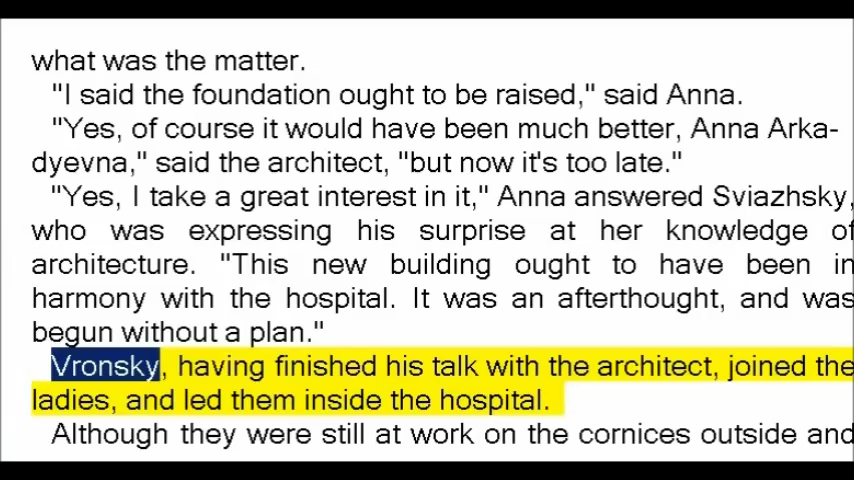 what was the matter.
"I said the foundation ought to be raised," said Anna.
"Yes, of course it would have been much better, Anna Arka-
dyevna," said the architect, "but now it's too late."
"Yes, I take a great interest in it," Anna answered Sviazhsky,
who was expressing his surprise at her knowledge of
architecture. "This new building ought to have been in
harmony with the hospital. It was an afterthought, and was
begun without a plan."
Vronsky, having finished his talk with the architect, joined the
ladies, and led them inside the hospital.
Although they were still at work on the cornices outside and